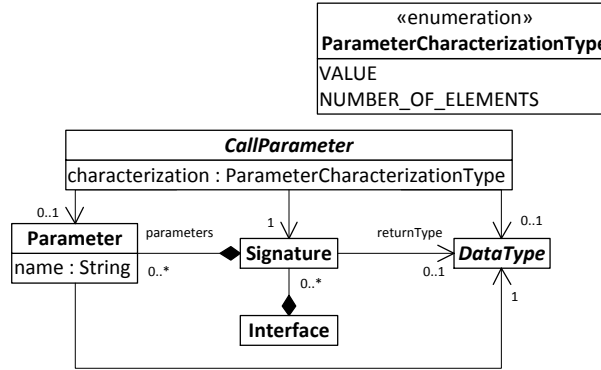 «enumeration»
ParameterCharacterizationType
VALUE
NUMBER_OF_ELEMENTS
CallParameter
characterization : ParameterCharacterizationType
0..1
1
0..1
Parameter
name : String
parameters
0..*
Signature
returnType
0..1
DataType
0..*
1
Interface